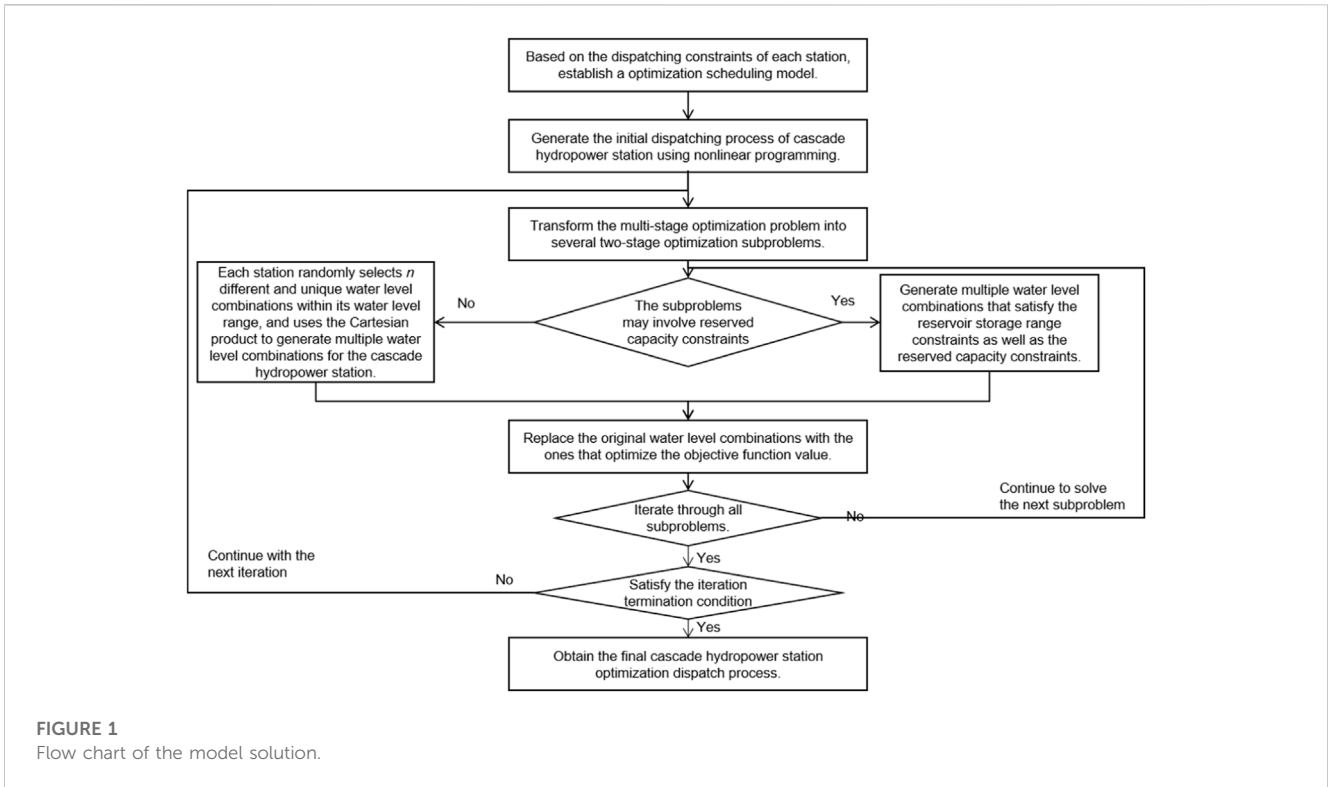 Based on the dispatching constraints of each station,
establish a optimization scheduling model.
Generate the initial dispatching process of cascade
hydropower station using nonlinear programming.
Transform the multi-stage optimization problem into
several two-stage optimization subproblems.
Each station randomly selects n
different and unique water level
combinations within its water level
range, and uses the Cartesian
product to generate multiple water
level combinations for the cascade
hydropower station.
No
The subproblems
may involve reserved
capacity constraints
Yes
Generate multiple water level
combinations that satisfy the
reservoir storage range
constraints as well as the
reserved capacity constraints.
Replace the original water level combinations with the
ones that optimize the objective function value.
Iterate through all
subproblems.
No
Continue to solve
the next subproblem
Yes
Continue with the
next iteration
No
Satisfy the iteration
termination condition
Yes
Obtain the final cascade hydropower station
optimization dispatch process.
FIGURE 1
Flow chart of the model solution.